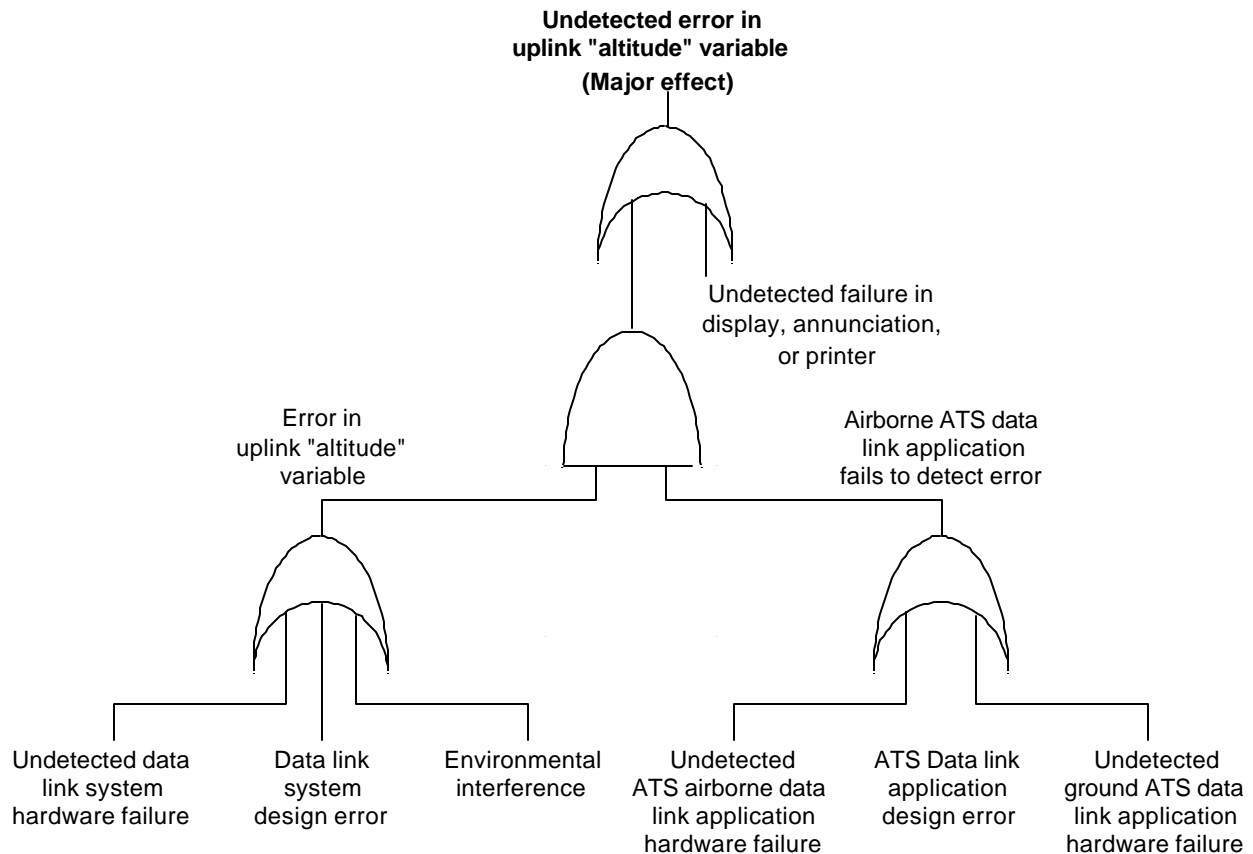 Undetected error in
uplink "altitude" variable
(Major effect)
Undetected failure in
display, annunciation,
or printer
Error in
uplink "altitude"
variable
Airborne ATS data
link application
fails to detect error
Undetected data
link system
hardware failure
Data link
system
design error
Environmental
interference
Undetected
ATS airborne data
link application
hardware failure
ATS Data link
application
design error
Undetected
ground ATS data
link application
hardware failure